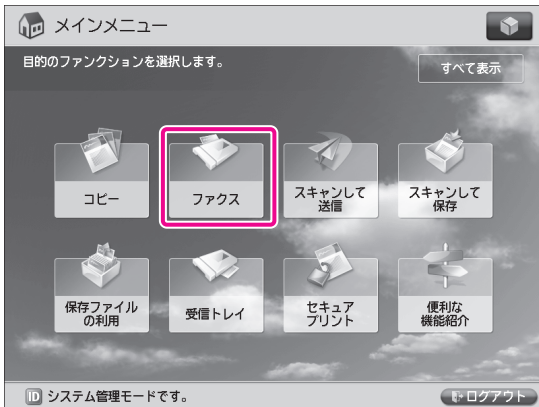 メインメニュー
目的のファンクションを選択します。
すべて表示
コピー
ファクス
スキャンして
送信
スキャンして
保存
保存ファイル
の利用
受信トレイ
セキュア
プリント
便利な
機能紹介
ID システム管理モードです。
ログアウト